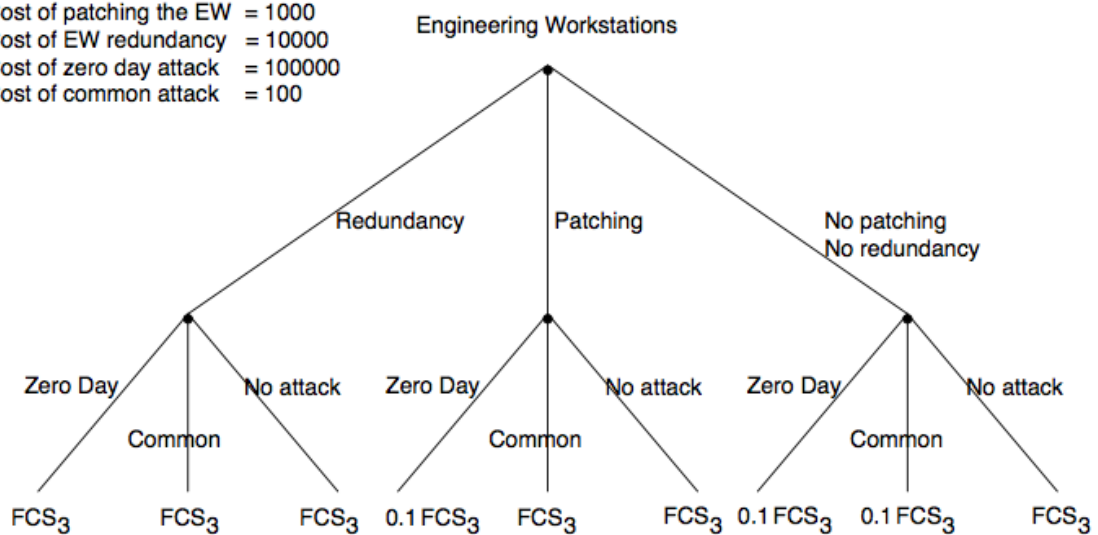 ost of patching the EW = 1000
ost of EW redundancy = 10000
ost of zero day attack = 100000
ost of common attack = 100
Engineering Workstations
Redundancy
Patching
No patching
No redundancy
Zero Day
No attack
Zero Day
No attack
Zero Day
No attack
Common
Common
Common
FCS3
FCS3
FCS3
0.1 FCS3
FCS3
FCS3
0.1 FCS3
0.1 FCS3
FCS3